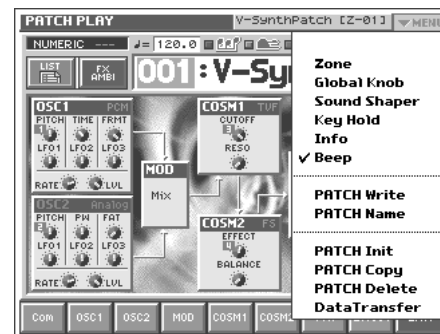 PATCH PLAY
V-SynthPatch [Z-01]
MENU
NUMERIC ---
= 120.0
LIST
FX
AMBI
001:V-Sy
OSC1 PCM
PITCH TIME FRMT
1
LFO1 LFO2 LFO3
RATE LVL
OSC2 Analog
PITCH PW FAT
2
LFO1 LFO2 LFO3
RATE LVL
MOD
Mix
COSM1 TVF
CUTOFF
3
RESO
COSM2 FS
EFFECT
4
BALANCE
Zone
Global Knob
Sound Shaper
Key Hold
Info
✓ Beep
PATCH Write
PATCH Name
PATCH Init
PATCH Copy
PATCH Delete
DataTransfer
Com OSC1 OSC2 MOD COSM1 COSM2